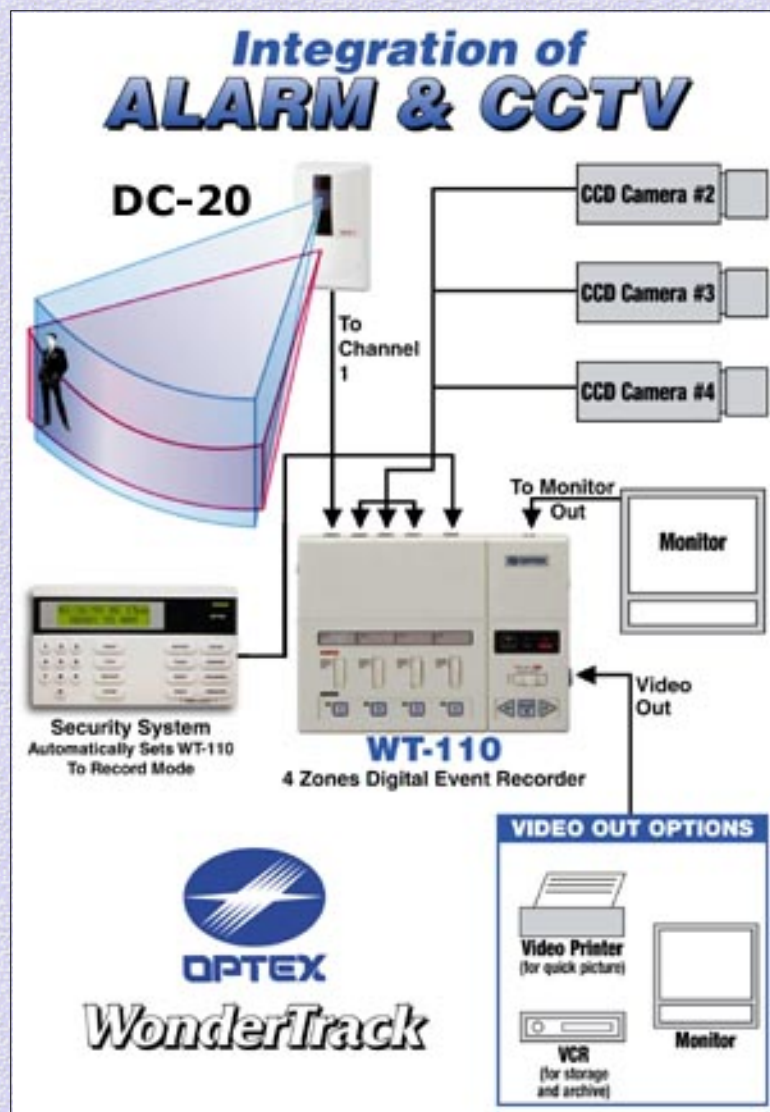 Integration of
ALARM & CCTV
DC-20
CCD Camera #2
CCD Camera #3
CCD Camera #4
To
Channel
1
To Monitor
Out
Monitor
OPTEX
Security System
Automatically Sets WT-110
To Record Mode
Video
Out
WT-110
4 Zones Digital Event Recorder
VIDEO OUT OPTIONS
Video Printer
(for quick picture)
Monitor
VCR
(for storage
and archive)
OPTEX
WonderTrack